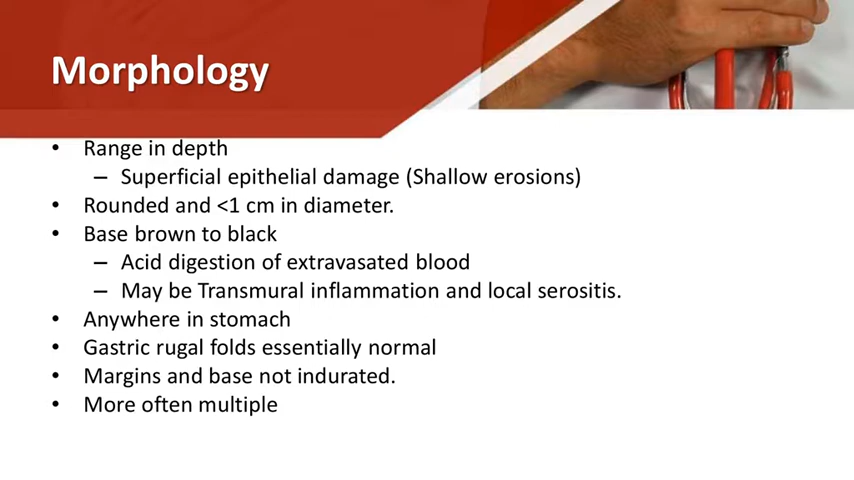 Morphology
• Range in depth
– Superficial epithelial damage (Shallow erosions)
• Rounded and <1 cm in diameter.
• Base brown to black
– Acid digestion of extravasated blood
– May be Transmural inflammation and local serositis.
• Anywhere in stomach
• Gastric rugal folds essentially normal
• Margins and base not indurated.
• More often multiple